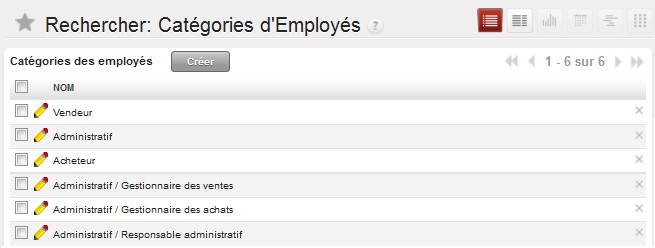 Rechercher: Catégories d'Employés ?
Catégories des employés Créer 1 - 6 sur 6
NOM
Vendeur
Administratif
Acheteur
Administratif / Gestionnaire des ventes
Administratif / Gestionnaire des achats
Administratif / Responsable administratif